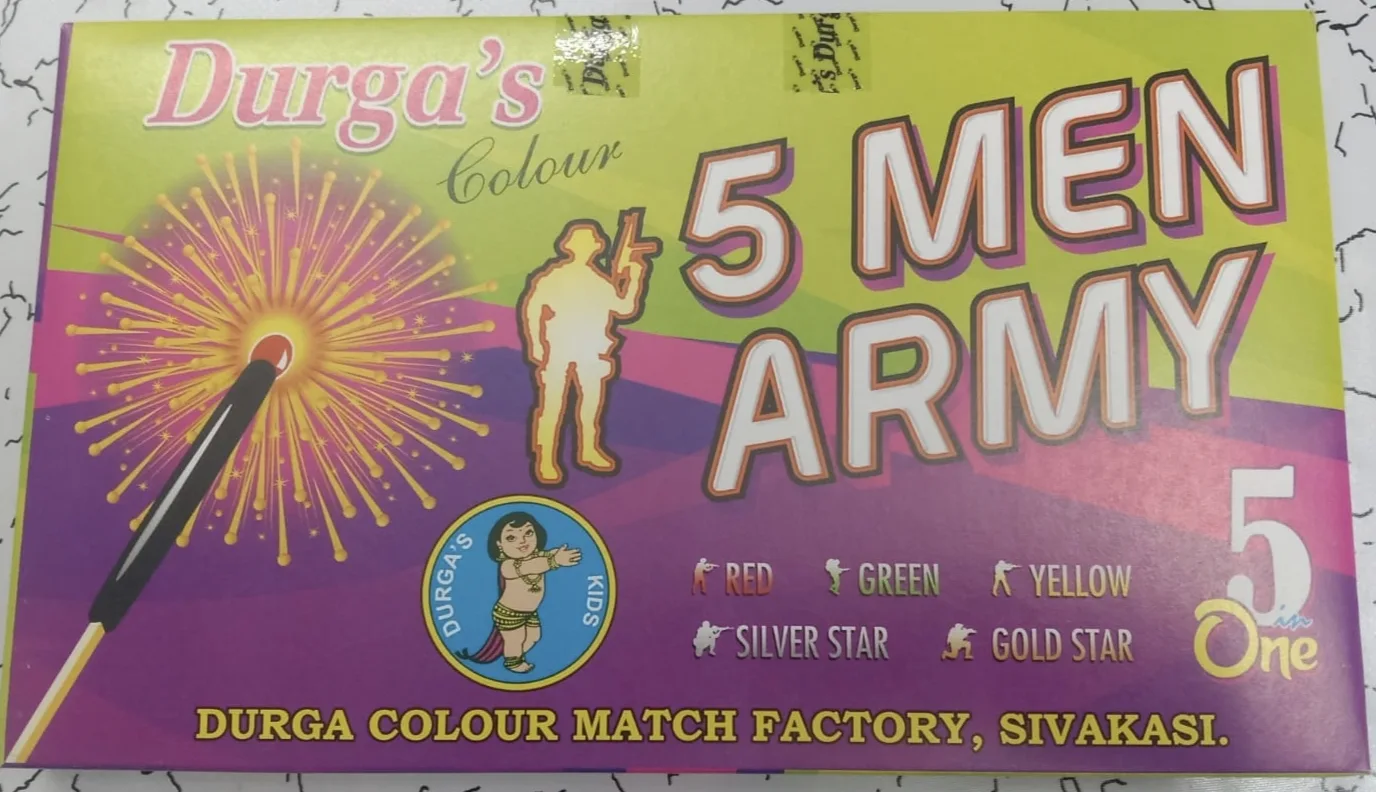 Durga's
Colour
5 MEN
ARMY
DURGA'S KIDS
RED GREEN YELLOW
SILVER STAR GOLD STAR
5
in
One
DURGA COLOUR MATCH FACTORY, SIVAKASI.